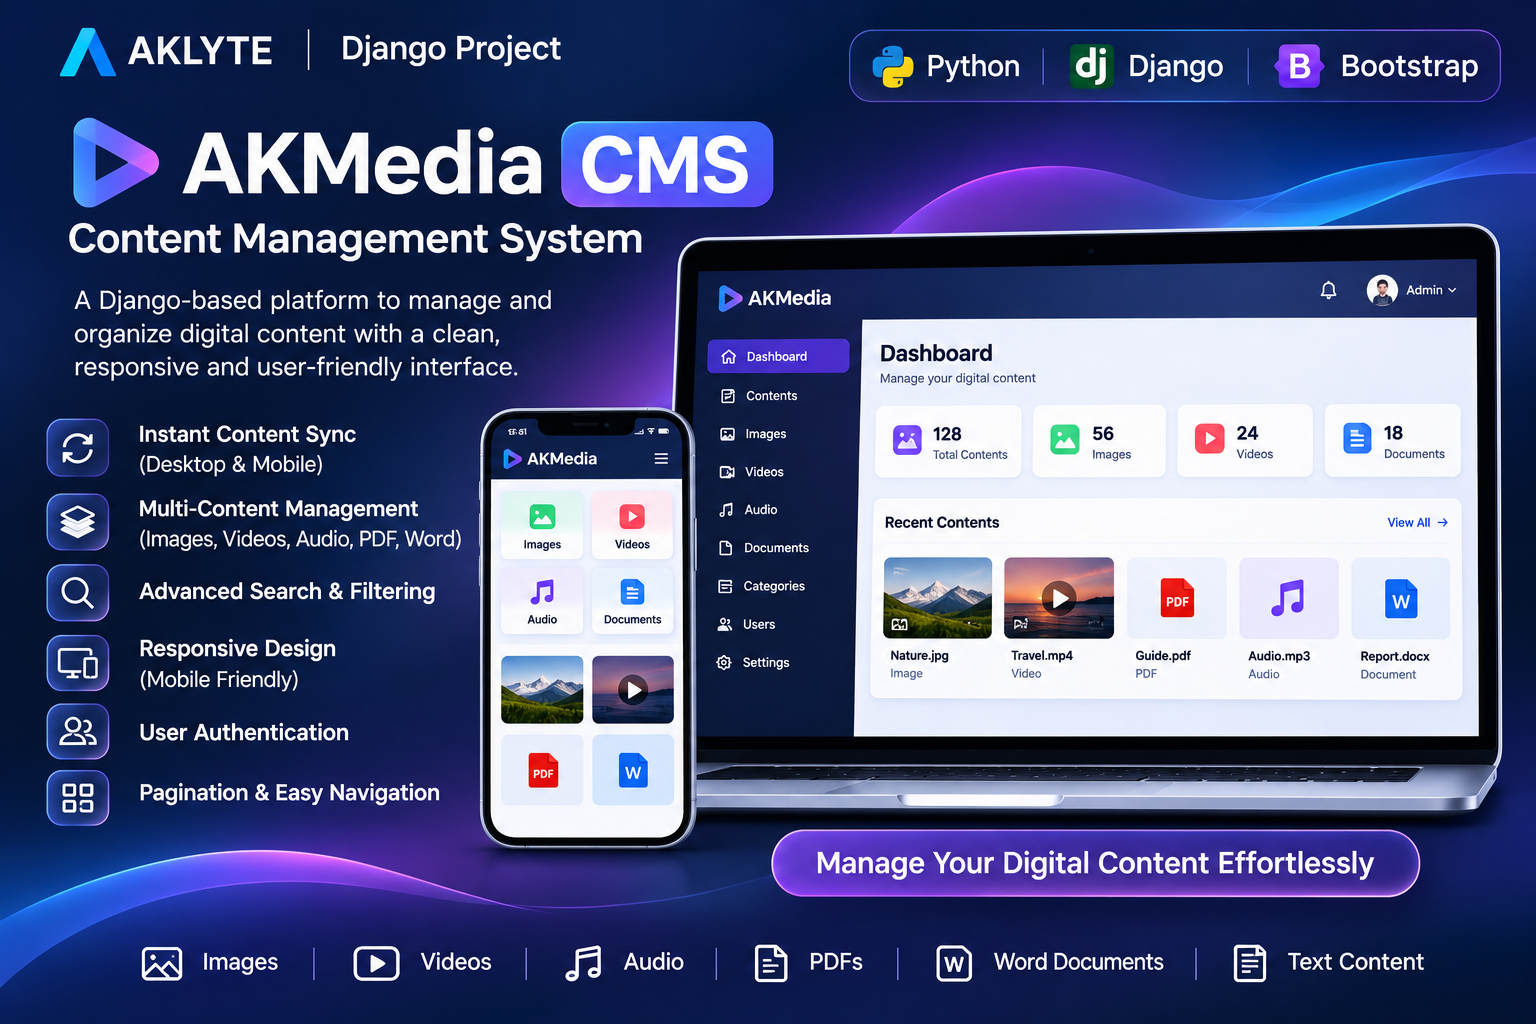 AKLYTE
Django Project
Python
Django
Bootstrap
AKMedia CMS
Content Management System
A Django-based platform to manage and
organize digital content with a clean,
responsive and user-friendly interface.
Instant Content Sync
(Desktop & Mobile)
Multi-Content Management
(Images, Videos, Audio, PDF, Word)
Advanced Search & Filtering
Responsive Design
(Mobile Friendly)
User Authentication
Pagination & Easy Navigation
AKMedia
Images
Videos
Audio
Documents
PDF
W
AKMedia
Admin
Dashboard
Contents
Images
Videos
Audio
Documents
Categories
Users
Settings
Dashboard
Manage your digital content
128
Total Contents
56
Images
24
Videos
18
Documents
Recent Contents
View All
PDF
W
Nature.jpg
Image
Travel.mp4
Video
Guide.pdf
PDF
Audio.mp3
Audio
Report.docx
Document
Manage Your Digital Content Effortlessly
Images
Videos
Audio
PDFs
Word Documents
Text Content